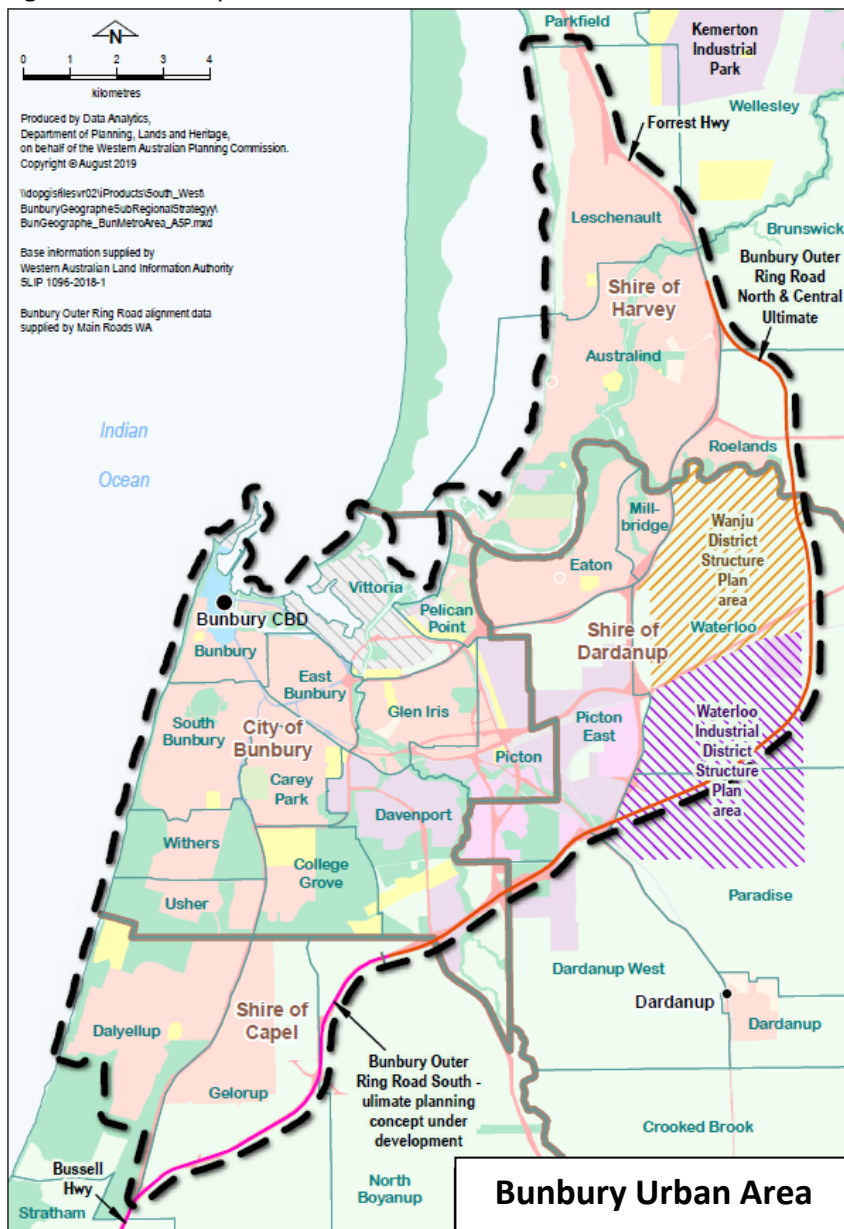 Parkfield
N
0 1 2 3 4
kilometres
Produced by Data Analytics,
Department of Planning, Lands and Heritage,
on behalf of the Western Australian Planning Commission.
Copyright © August 2019
\\dopgisfilesvr02\iProducts\South_West\
BunburyGeographeSubRegionalStrategyy\
BunGeographe_BunMetroArea_A5P.mxd
Base information supplied by
Western Australian Land Information Authority
SLIP 1096-2018-1
Bunbury Outer Ring Road alignment data
supplied by Main Roads WA
Kemerton
Industrial
Park
Wellesley
Forrest Hwy
Leschenault
Brunswick
Bunbury Outer
Ring Road
North & Central
Ultimate
Shire of
Harvey
Australind
Indian
Ocean
Roelands
Mill-
bridge
Wanju
District
Structure
Plan
area
Eaton
Vittoria
Pelican
Point
Bunbury CBD
Bunbury
Shire of
Dardanup
Waterloo
East
Bunbury
Glen Iris
South
Bunbury
City of
Bunbury
Picton
East
Picton
Waterloo
Industrial
District
Structure
Plan
area
Carey
Park
Davenport
Withers
College
Grove
Usher
Paradise
Dardanup West
Dardanup
Dardanup
Shire of
Capel
Dalyellup
Gelorup
Bunbury Outer
Ring Road South -
ulimate planning
concept under
development
Crooked Brook
Bussell
Hwy
Stratham
North
Boyanup
Bunbury Urban Area